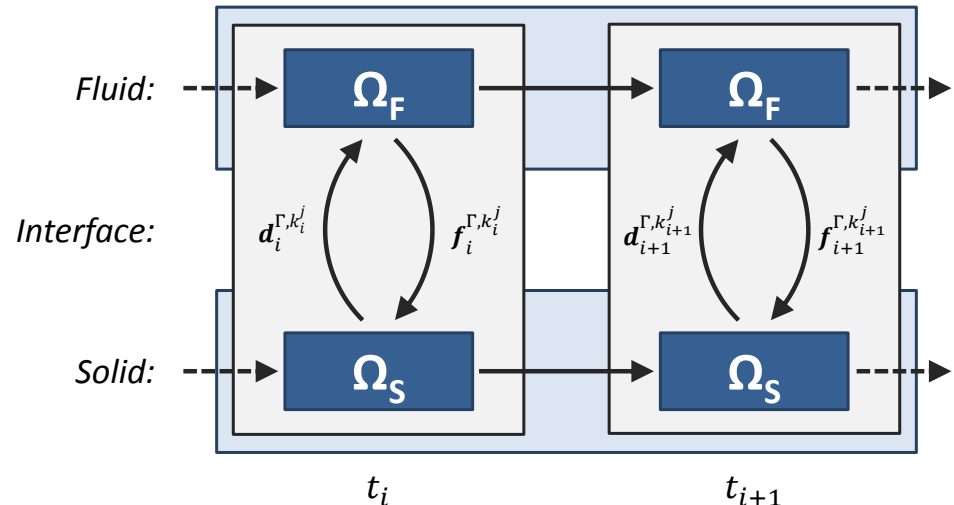 Fluid: Ω_F Ω_F
Interface: 𝒅_i^{Γ,k_i^j} 𝒇_i^{Γ,k_i^j} 𝒅_{i+1}^{Γ,k_{i+1}^j} 𝒇_{i+1}^{Γ,k_{i+1}^j}
Solid: Ω_S Ω_S
t_i t_{i+1}